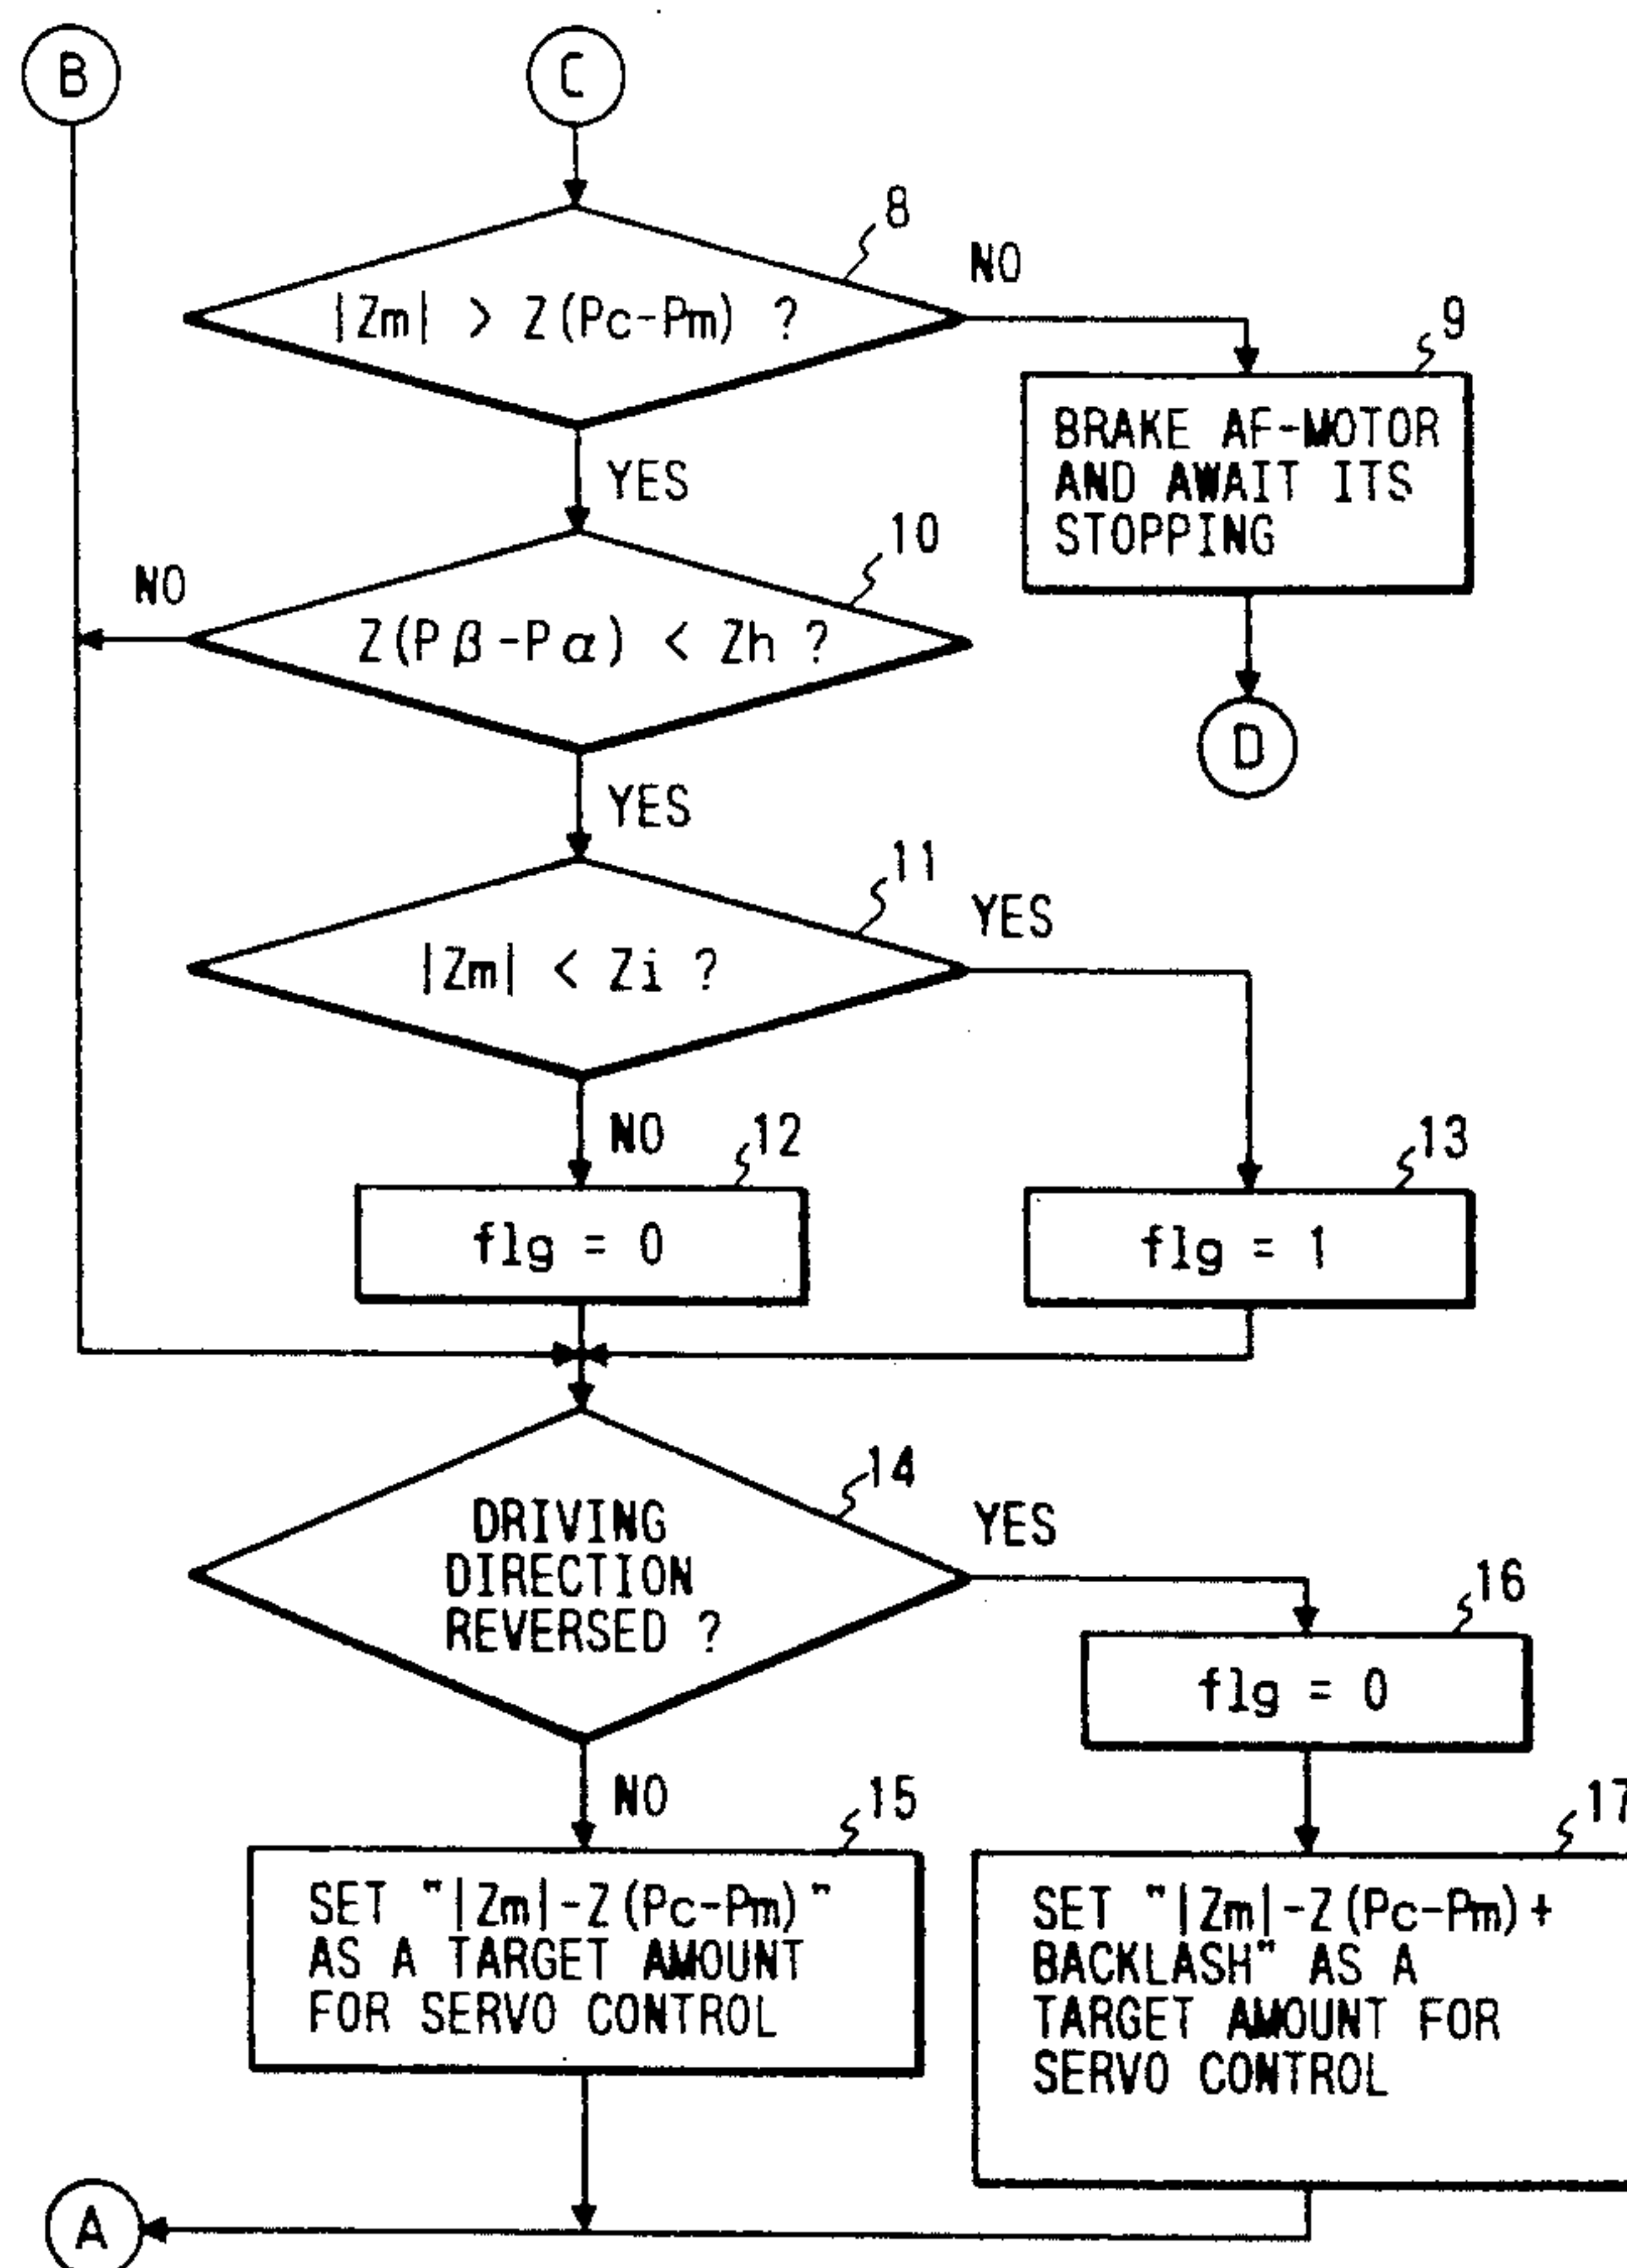 B
C
8
|Zm| > Z(Pc-Pm) ?
NO
9
BRAKE AF-MOTOR
AND AWAIT ITS
STOPPING
YES
10
NO
Z(Pβ-Pα) < Zh ?
D
YES
11
|Zm| < Zi ?
YES
NO
12
13
flg = 0
flg = 1
14
DRIVING
DIRECTION
REVERSED ?
YES
16
flg = 0
NO
15
17
SET "|Zm|-Z(Pc-Pm)"
AS A TARGET AMOUNT
FOR SERVO CONTROL
SET "|Zm|-Z(Pc-Pm)+
BACKLASH" AS A
TARGET AMOUNT FOR
SERVO CONTROL
A